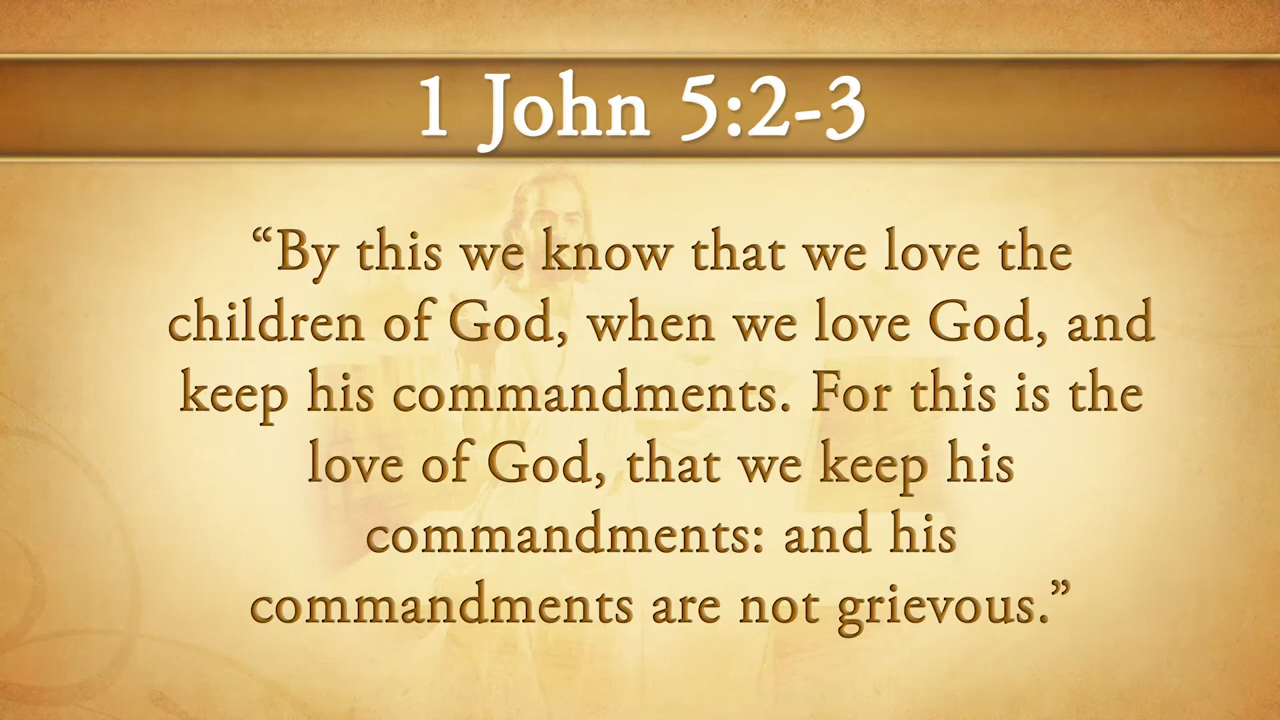 1 John 5:2-3
“By this we know that we love the
children of God, when we love God, and
keep his commandments. For this is the
love of God, that we keep his
commandments: and his
commandments are not grievous.”